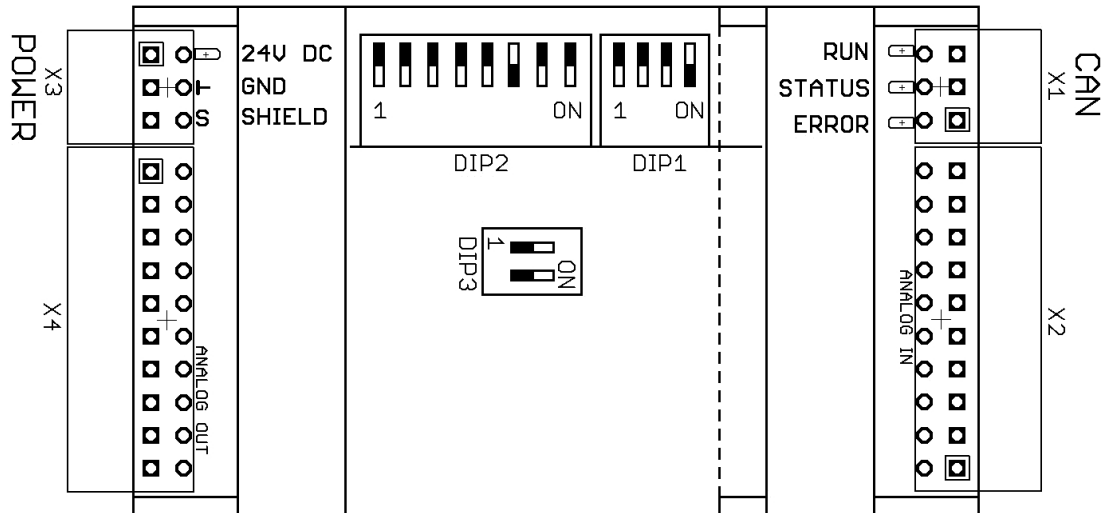 POWER
X3
24V DC
GND
S SHIELD
1 ON
DIP2
1 ON
DIP1
RUN
STATUS
ERROR
X1
CAN
DIP3
1
ON
X4
ANALOG OUT
ANALOG IN
X2